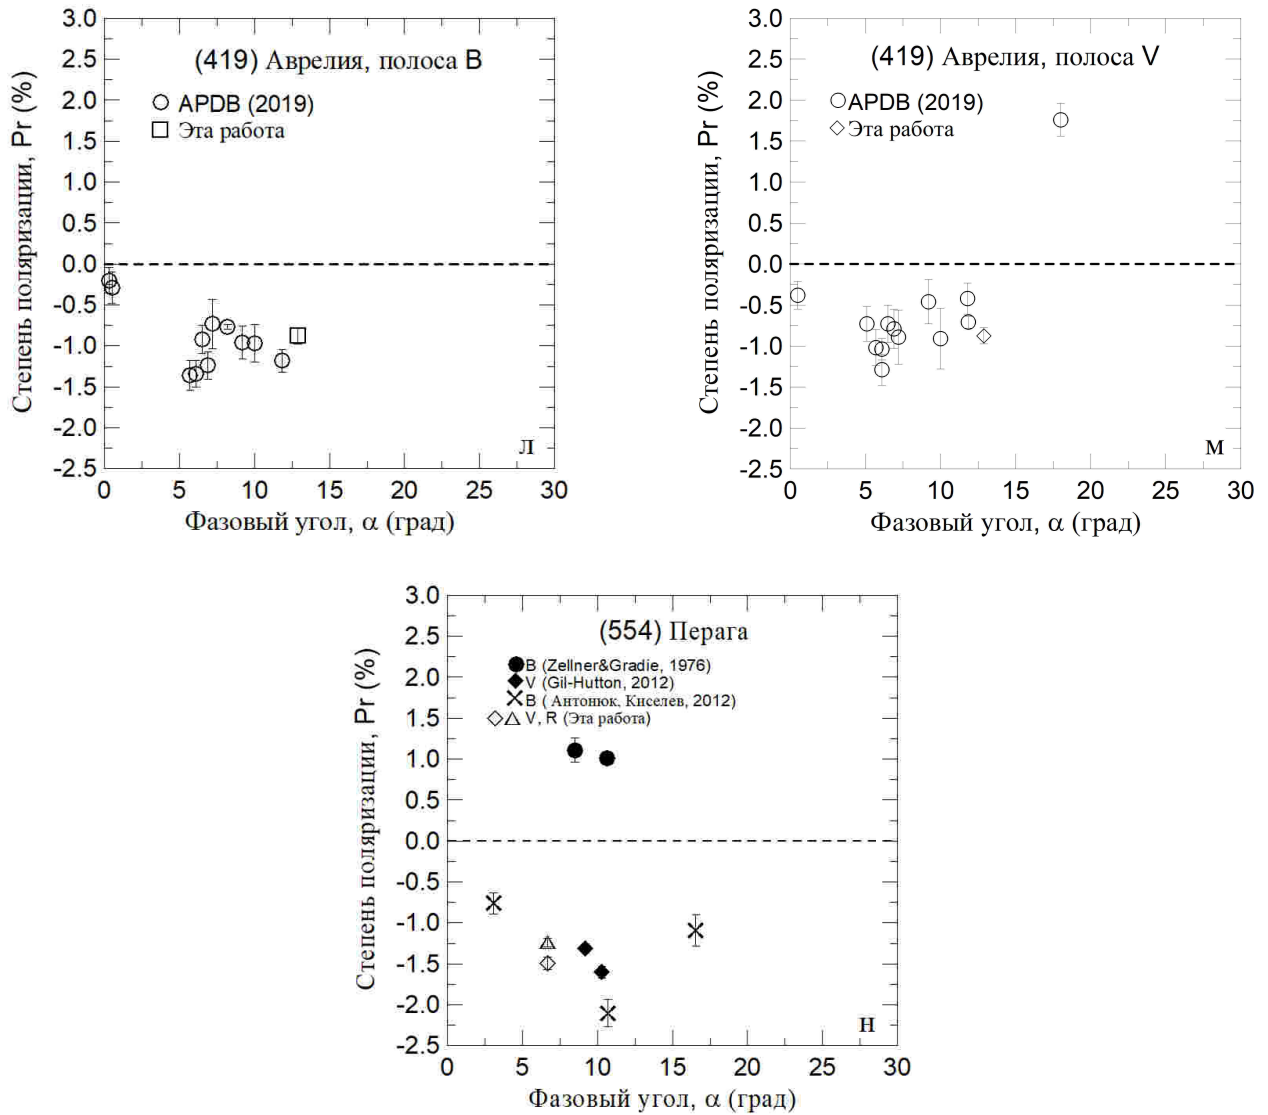 (419) Аврелия, полоса B
APDB (2019)
Эта работа
Степень поляризации, Pr (%)
3.0
2.5
2.0
1.5
1.0
0.5
0.0
-0.5
-1.0
-1.5
-2.0
-2.5
л
0 5 10 15 20 25 30
Фазовый угол, α (град)
(419) Аврелия, полоса V
APDB (2019)
Эта работа
Степень поляризации, Pr (%)
3.0
2.5
2.0
1.5
1.0
0.5
0.0
-0.5
-1.0
-1.5
-2.0
-2.5
м
0 5 10 15 20 25 30
Фазовый угол, α (град)
(554) Перага
B (Zellner&Gradie, 1976)
V (Gil-Hutton, 2012)
B ( Антонюк, Киселев, 2012)
V, R (Эта работа)
Степень поляризации, Pr (%)
3.0
2.5
2.0
1.5
1.0
0.5
0.0
-0.5
-1.0
-1.5
-2.0
-2.5
н
0 5 10 15 20 25 30
Фазовый угол, α (град)